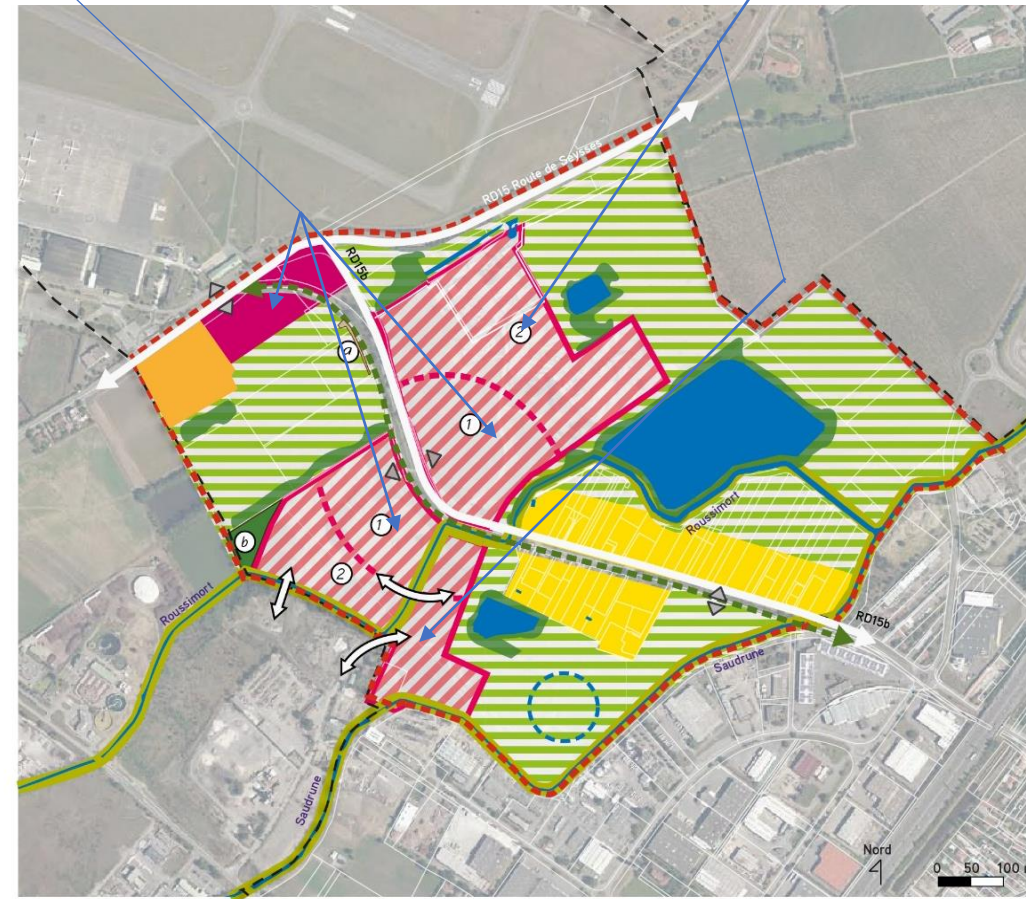 RD15 Route de Seysses
RD15b
2
a
1
1
b
2
Roussimort
Roussimort
RD15b
Saudrune
Saudrune
Nord
0 50 100